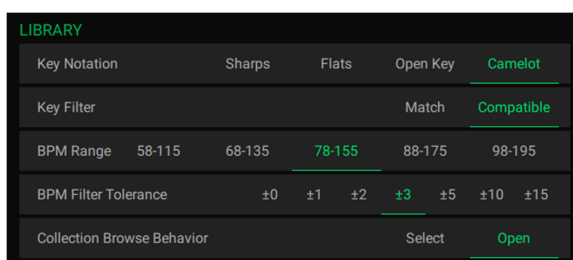 LIBRARY
Key Notation Sharps Flats Open Key Camelot
Key Filter Match Compatible
BPM Range 58-115 68-135 78-155 88-175 98-195
BPM Filter Tolerance ±0 ±1 ±2 ±3 ±5 ±10 ±15
Collection Browse Behavior Select Open